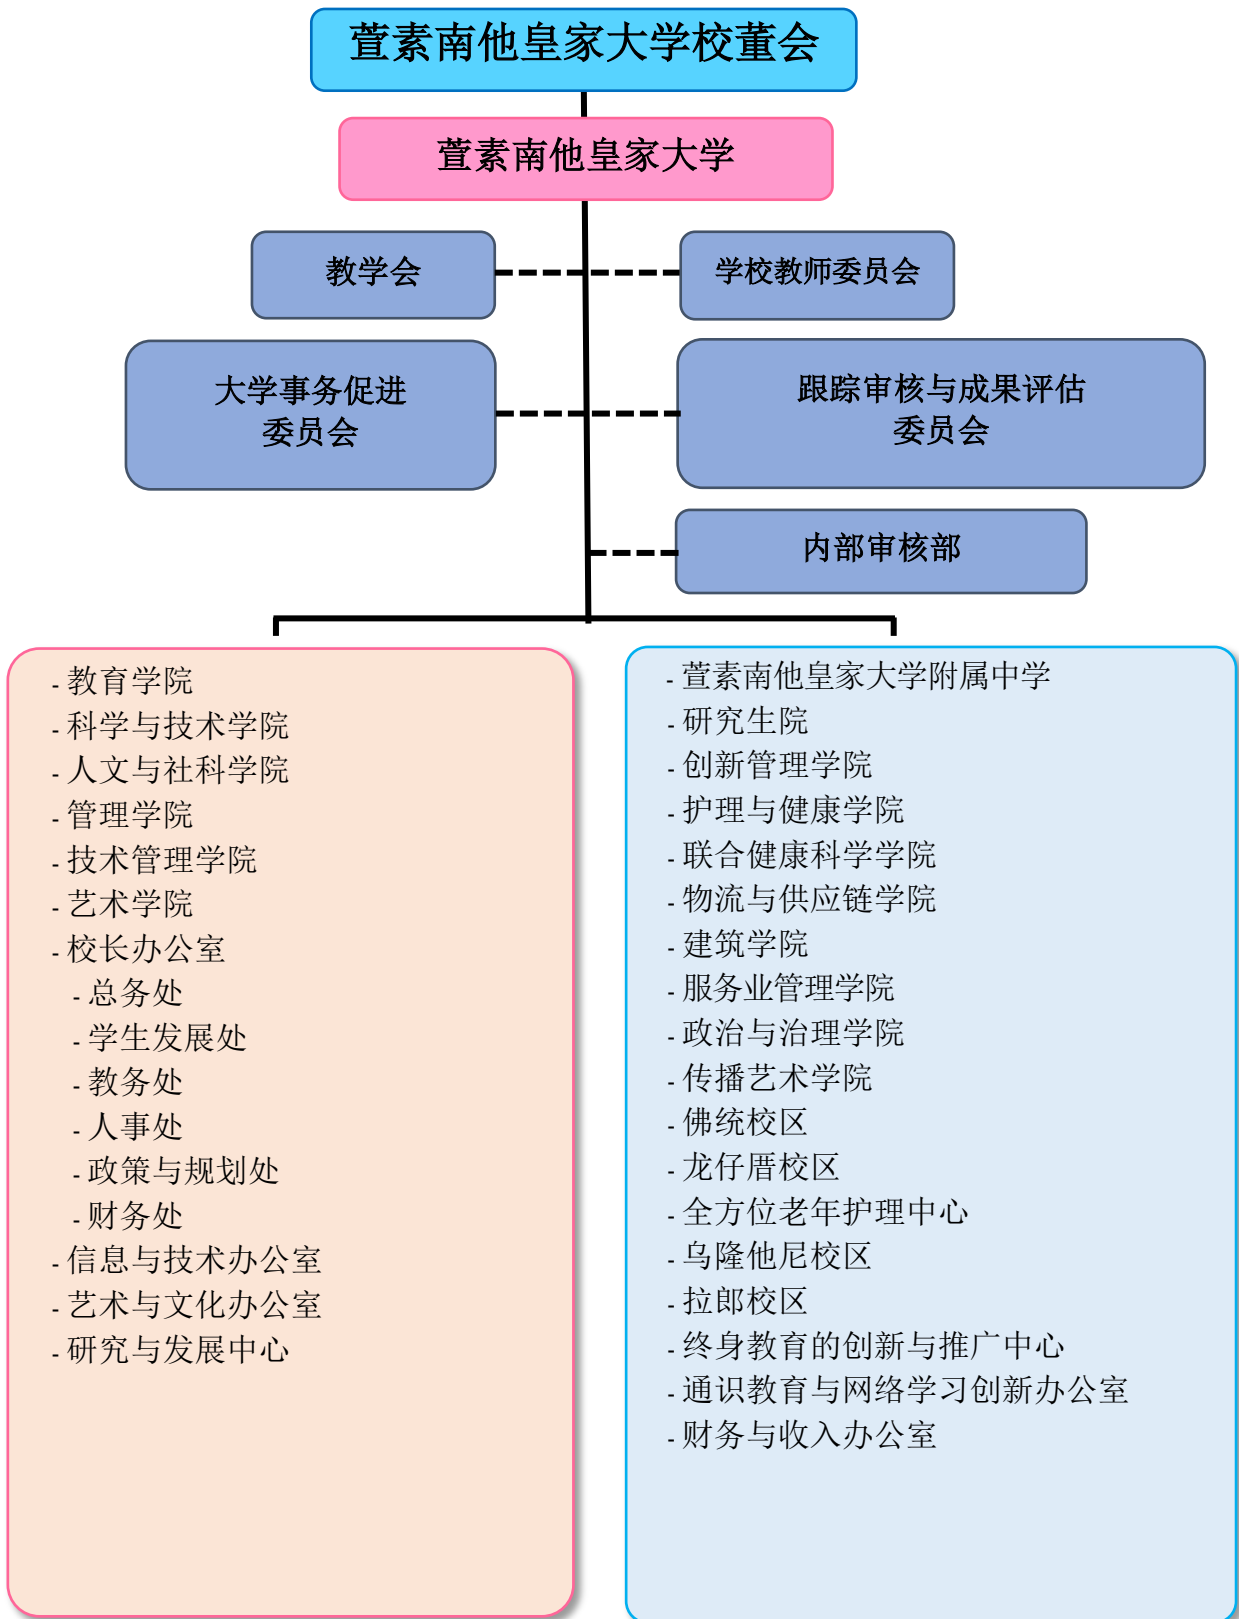 萱素南他皇家大学校董会
萱素南他皇家大学
教学会
学校教师委员会
大学事务促进
委员会
跟踪审核与成果评估
委员会
内部审核部
- 教育学院
- 科学与技术学院
- 人文与社科学院
- 管理学院
- 技术管理学院
- 艺术学院
- 校长办公室
- 总务处
- 学生发展处
- 教务处
- 人事处
- 政策与规划处
- 财务处
- 信息与技术办公室
- 艺术与文化办公室
- 研究与发展中心
- 萱素南他皇家大学附属中学
- 研究生院
- 创新管理学院
- 护理与健康学院
- 联合健康科学学院
- 物流与供应链学院
- 建筑学院
- 服务业管理学院
- 政治与治理学院
- 传播艺术学院
- 佛统校区
- 龙仔厝校区
- 全方位老年护理中心
- 乌隆他尼校区
- 拉郎校区
- 终身教育的创新与推广中心
- 通识教育与网络学习创新办公室
- 财务与收入办公室